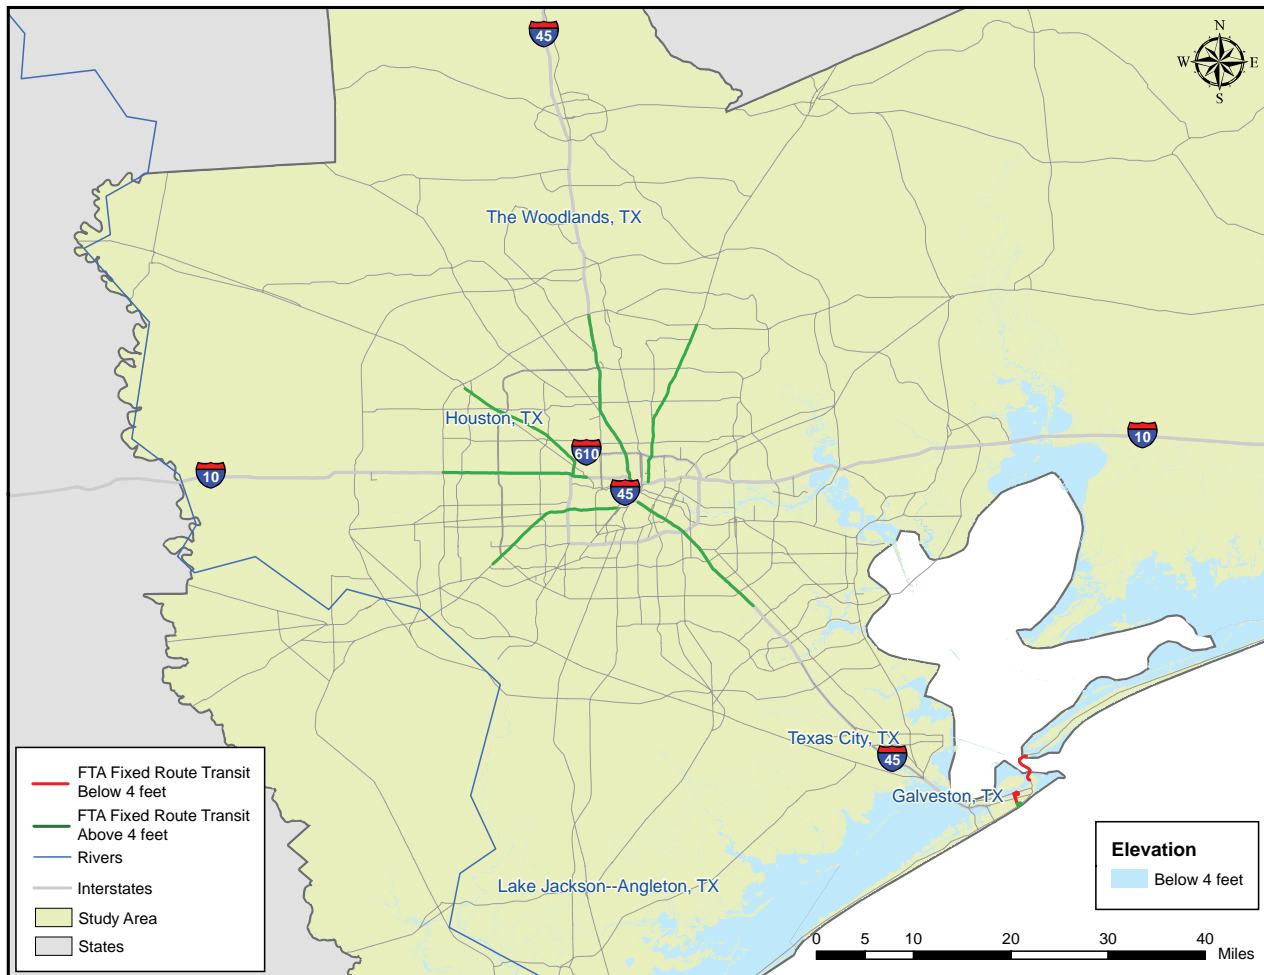 45
N
W
E
S
The Woodlands, TX
Houston, TX
610
10
10
45
Texas City, TX
45
Galveston, TX
Lake Jackson--Angleton, TX
FTA Fixed Route Transit
Below 4 feet
FTA Fixed Route Transit
Above 4 feet
Rivers
Interstates
Study Area
States
Elevation
Below 4 feet
0 5 10 20 30 40
Miles